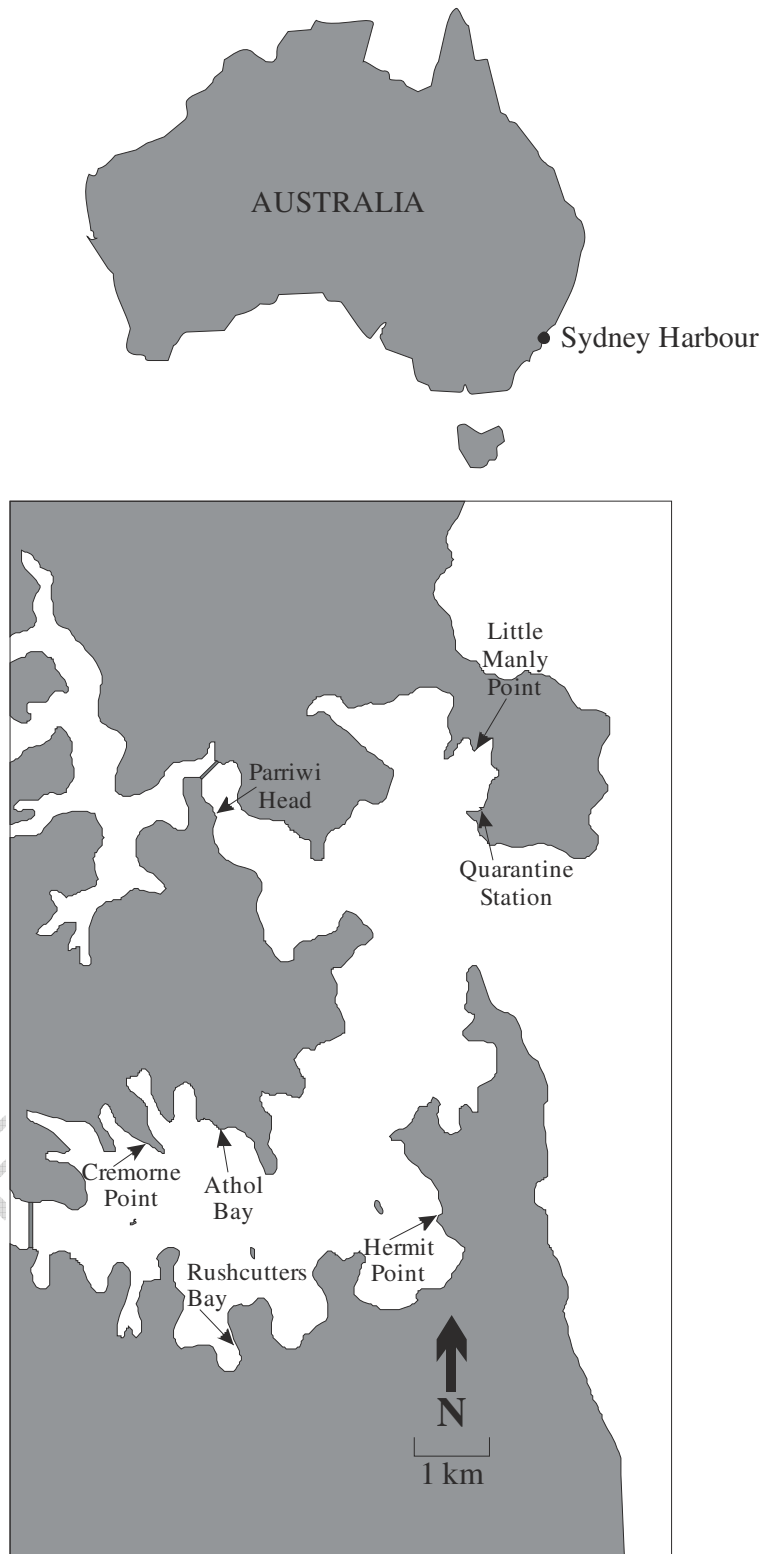 AUSTRALIA
Sydney Harbour
Little
Manly
Point
Parriwi
Head
Quarantine
Station
Cremorne
Point
Athol
Bay
Hermit
Point
Rushcutters
Bay
N
1 km